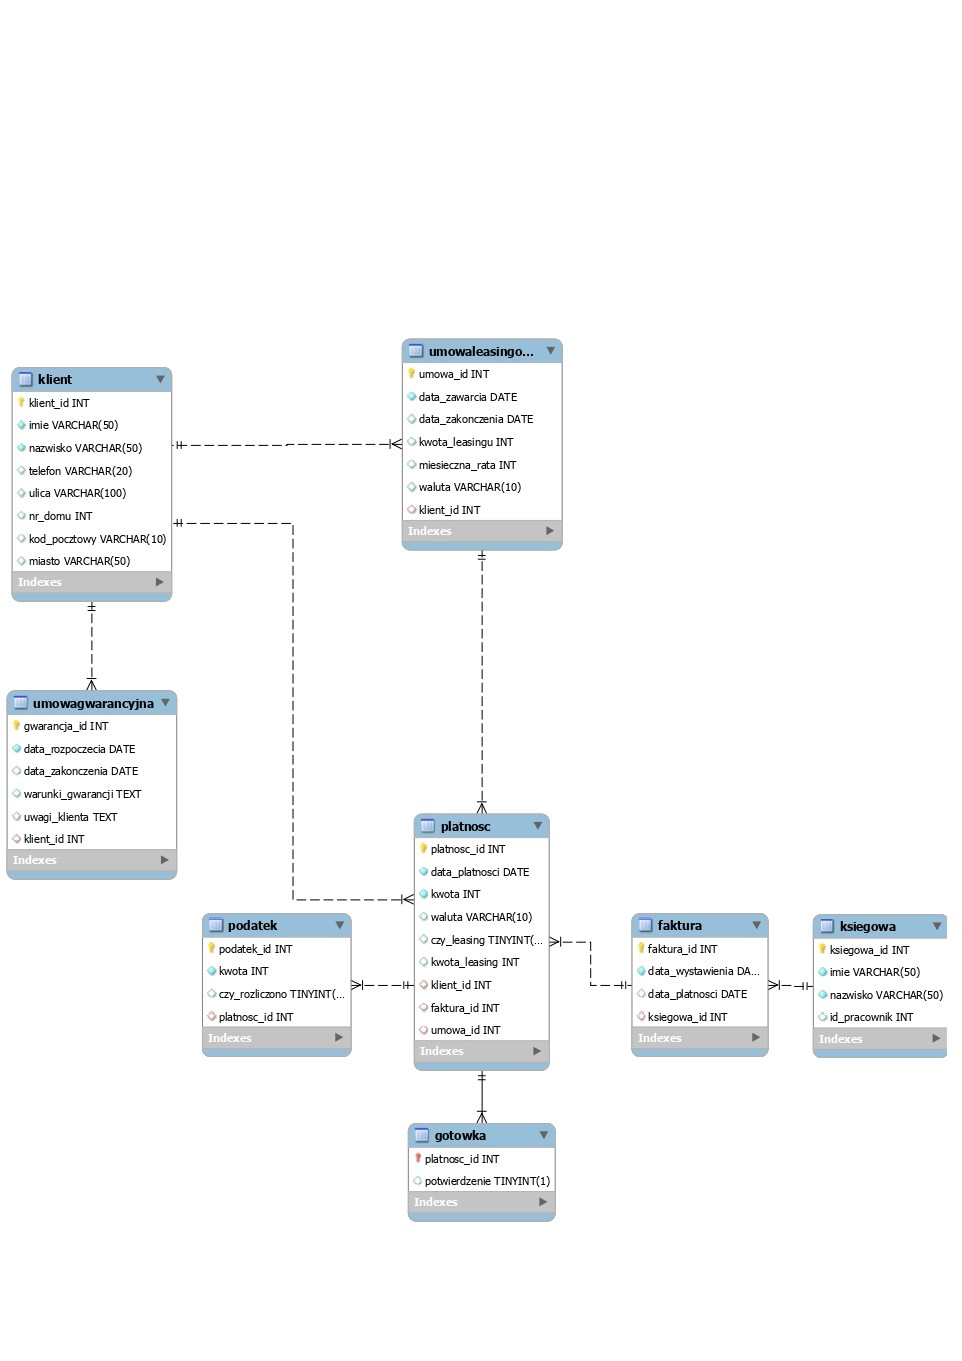 klient
klient_id INT
imie VARCHAR(50)
nazwisko VARCHAR(50)
telefon VARCHAR(20)
ulica VARCHAR(100)
nr_domu INT
kod_pocztowy VARCHAR(10)
miasto VARCHAR(50)
Indexes
umowaleasingo...
umowa_id INT
data_zawarcia DATE
data_zakonczenia DATE
kwota_leasingu INT
miesieczna_rata INT
waluta VARCHAR(10)
klient_id INT
Indexes
umowagwarancyjna
gwarancja_id INT
data_rozpoczecia DATE
data_zakonczenia DATE
warunki_gwarancji TEXT
uwagi_klienta TEXT
klient_id INT
Indexes
platnosc
platnosc_id INT
data_platnosci DATE
kwota INT
waluta VARCHAR(10)
czy_leasing TINYINT(...
kwota_leasing INT
klient_id INT
faktura_id INT
umowa_id INT
Indexes
podatek
podatek_id INT
kwota INT
czy_rozliczono TINYINT(...
platnosc_id INT
Indexes
faktura
faktura_id INT
data_wystawienia DA...
data_platnosci DATE
ksiegowa_id INT
Indexes
ksiegowa
ksiegowa_id INT
imie VARCHAR(50)
nazwisko VARCHAR(50)
id_pracownik INT
Indexes
gotowka
platnosc_id INT
potwierdzenie TINYINT(1)
Indexes